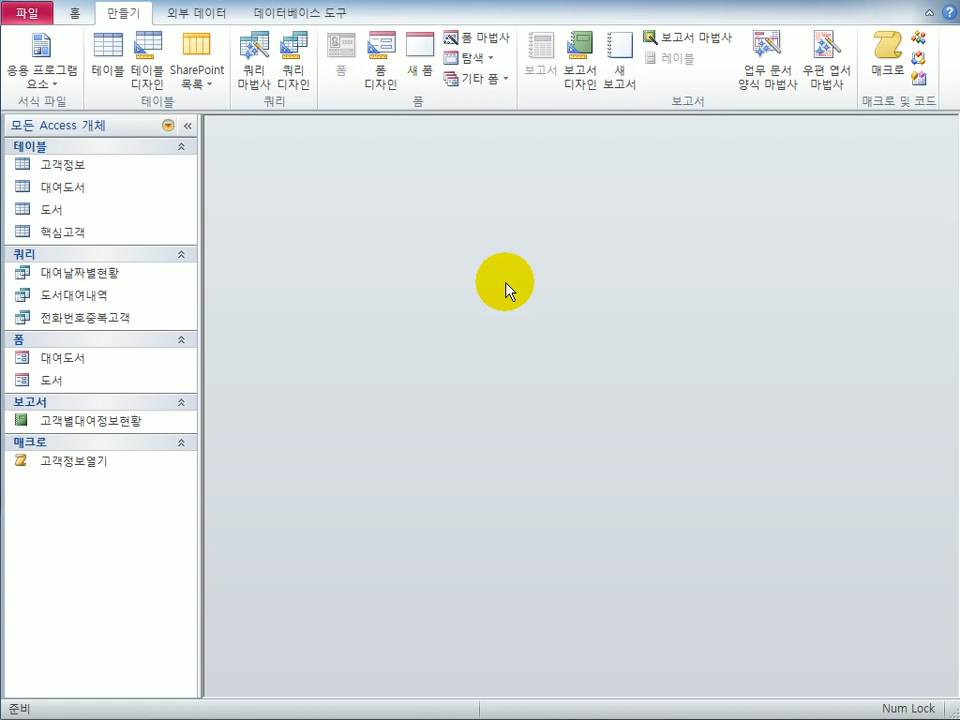 파일 홈 만들기 외부 데이터 데이터베이스 도구
응용 프로그램 요소
테이블
테이블 디자인
SharePoint 목록
쿼리 마법사
쿼리 디자인
폼
폼 디자인
새 폼
폼 마법사
탐색
기타 폼
보고서
보고서 디자인
새 보고서
보고서 마법사
레이블
업무 문서 양식 마법사
우편 엽서 마법사
매크로
서식 파일 테이블 쿼리 폼 보고서 매크로 및 코드
모든 Access 개체
테이블
고객정보
대여도서
도서
핵심고객
쿼리
대여날짜별현황
도서대여내역
전화번호중복고객
폼
대여도서
도서
보고서
고객별대여정보현황
매크로
고객정보열기
준비 Num Lock